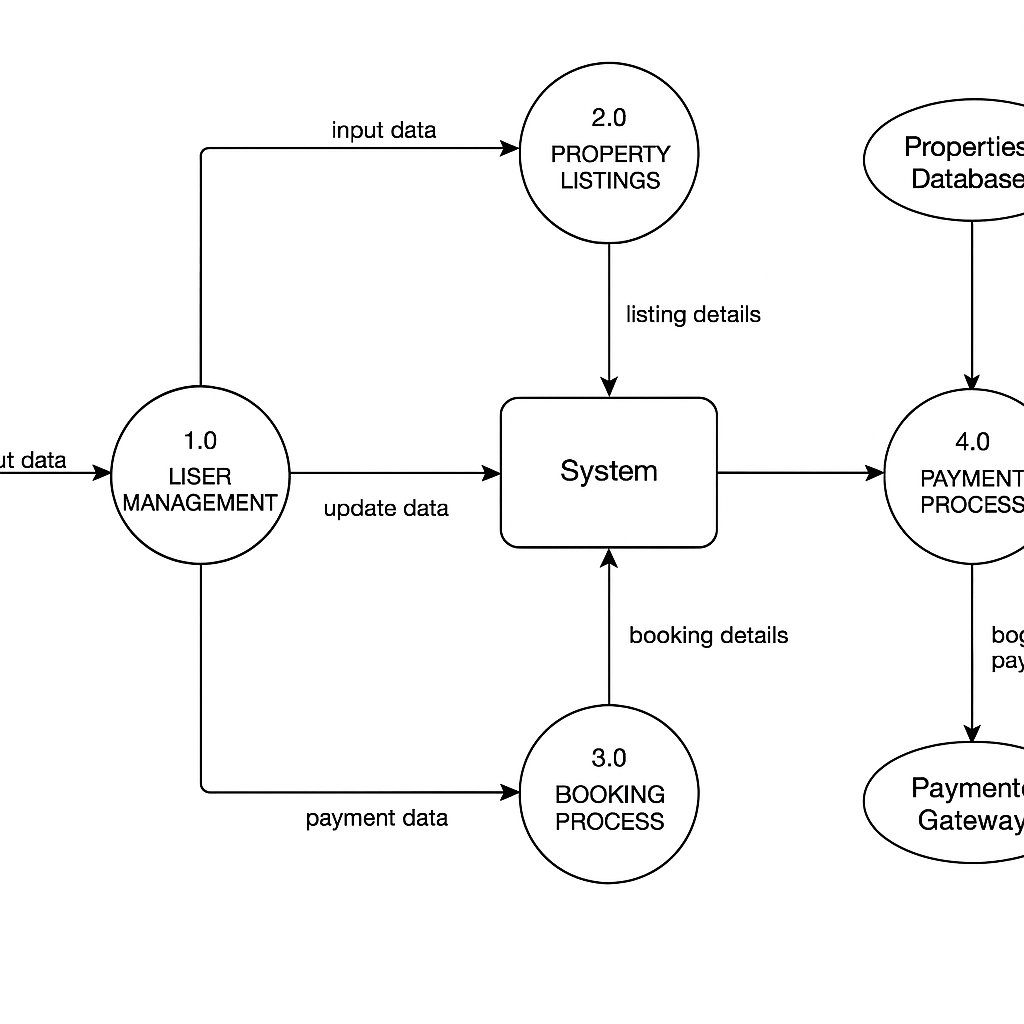 input data
2.0
PROPERTY
LISTINGS
Properties
Database
listing details
1.0
LISER
MANAGEMENT
ut data
update data
System
4.0
PAYMENT
PROCESS
booking details
bog
pay
3.0
BOOKING
PROCESS
payment data
Paymente
Gateway